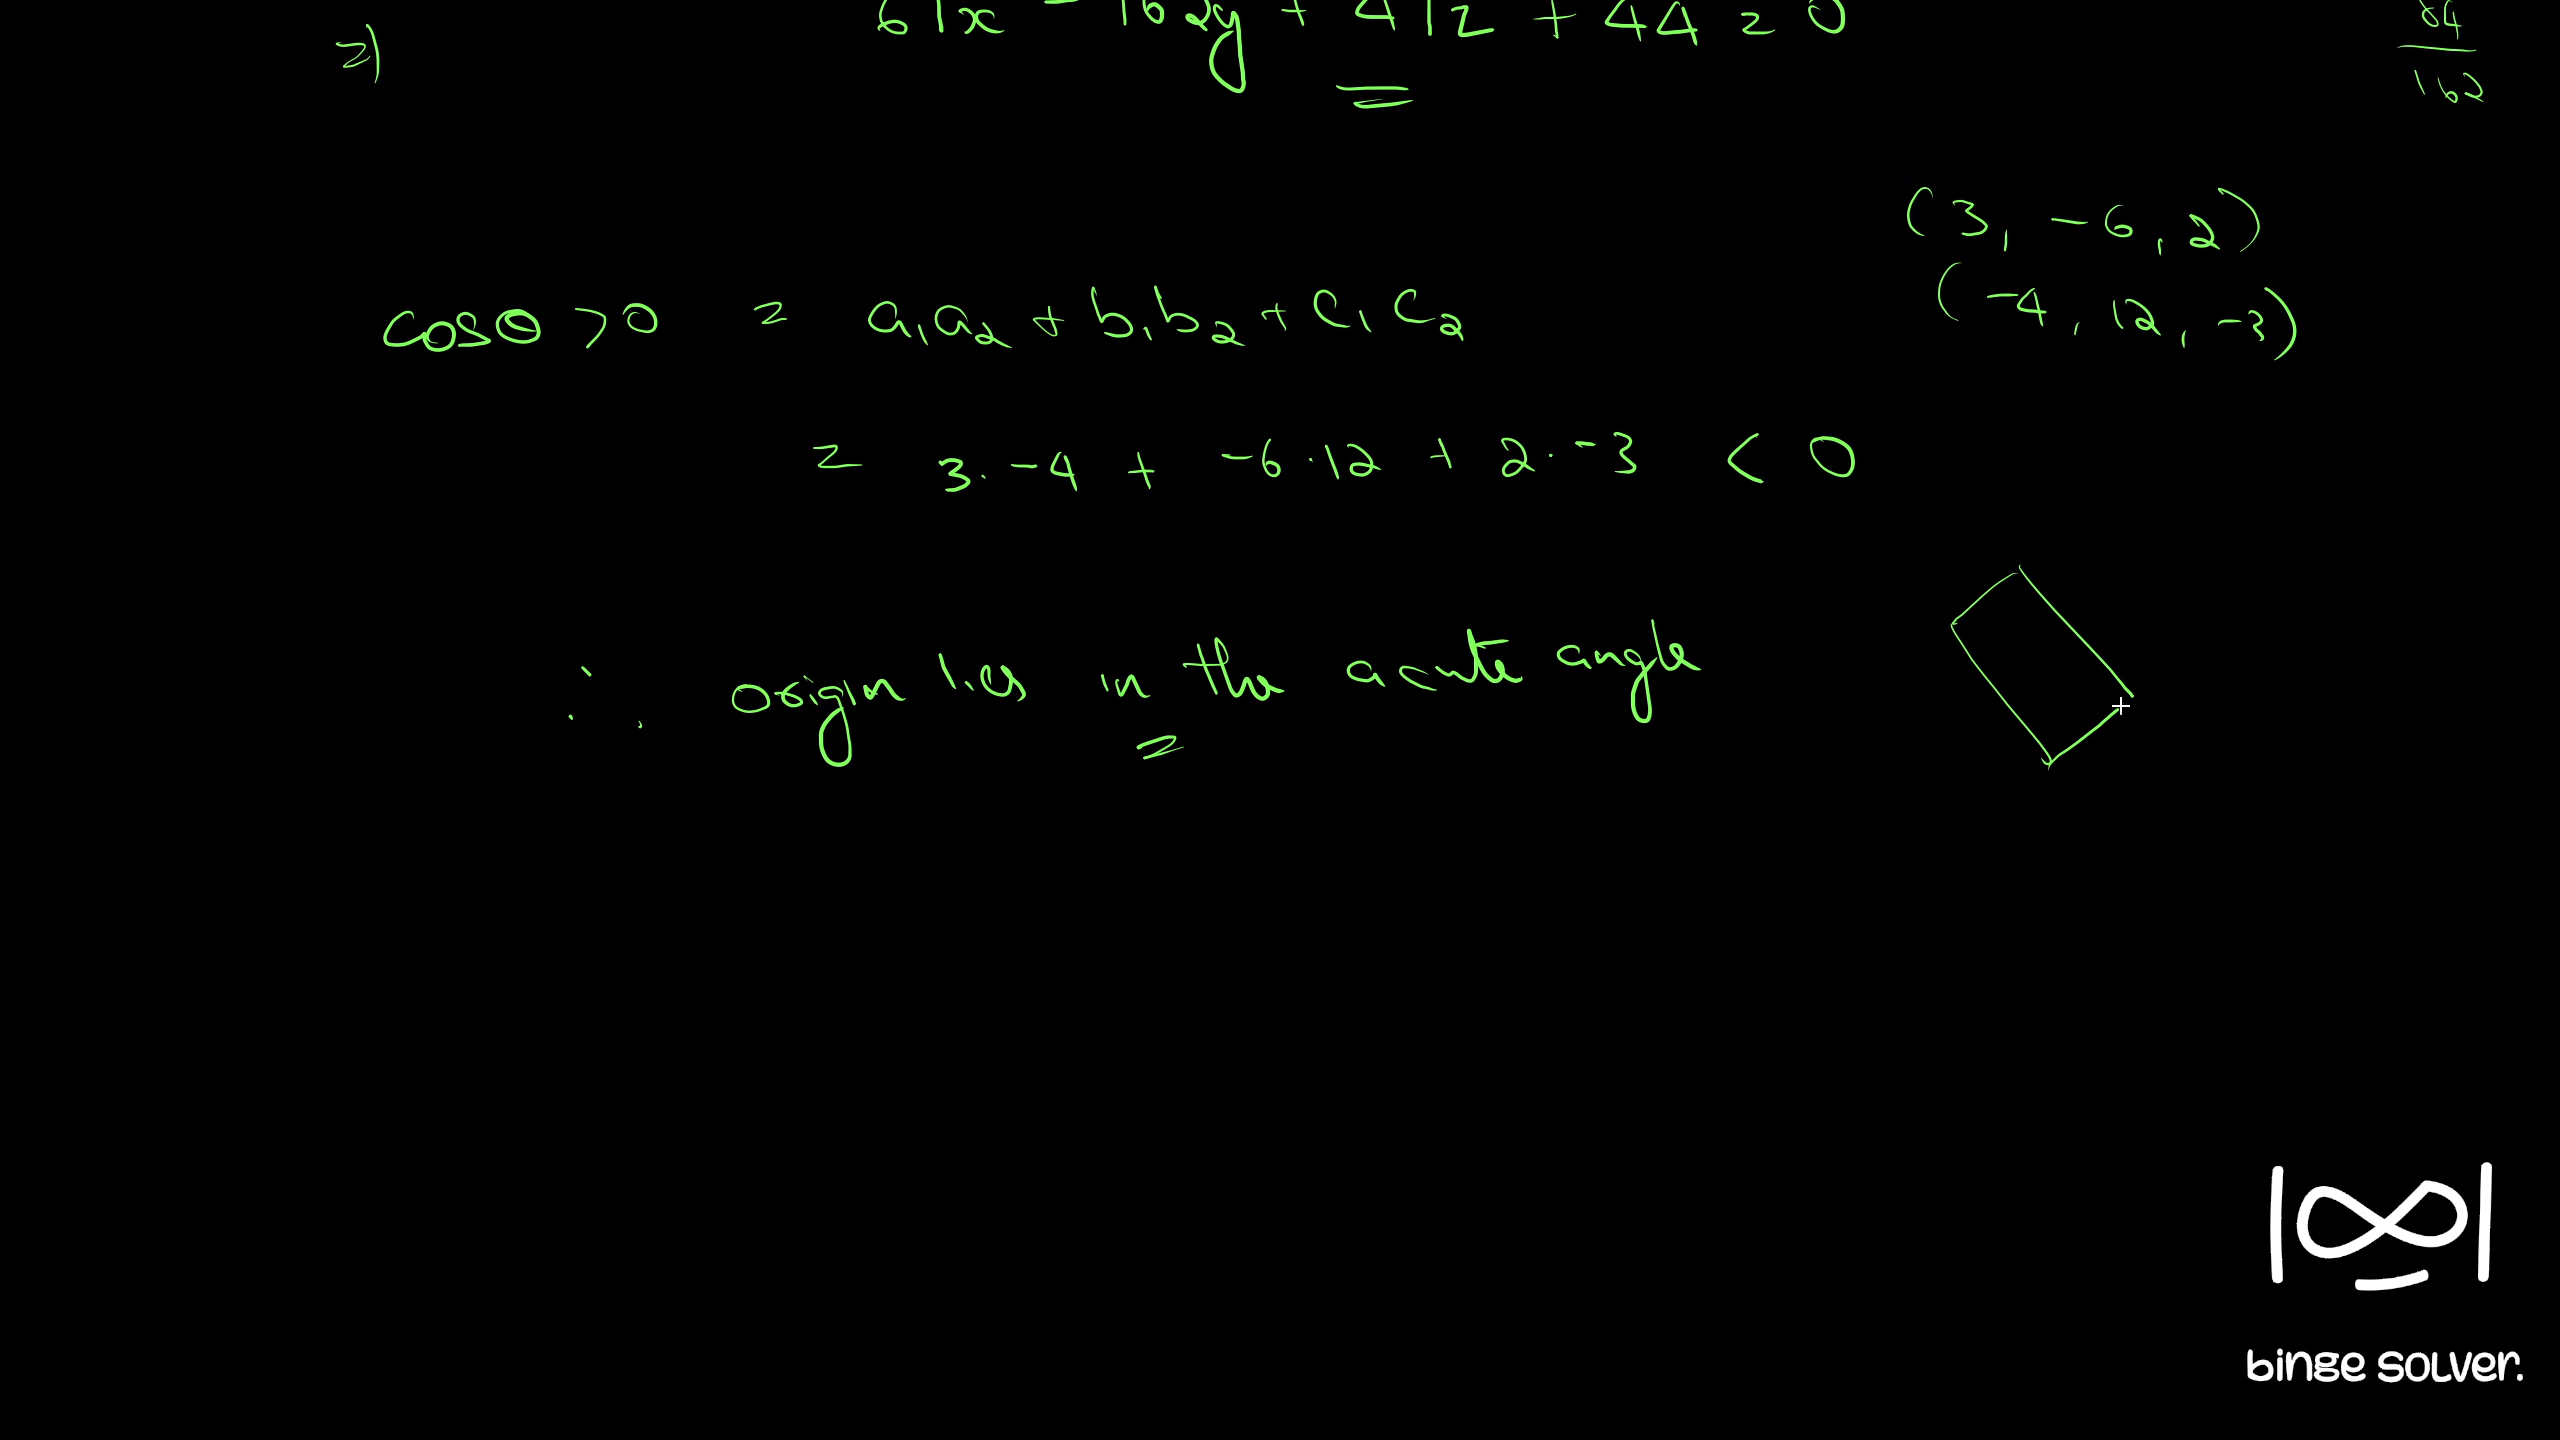 61x - 162y + 41z + 44 = 0
84
162
=)
(3, -6, 2)
(-4, 12, -3)
cosθ >0 = a₁a₂ + b₁b₂ + c₁c₂
= 3.-4 + -6.12 + 2.-3 < 0
∴ origin lies in the acute angle
binge solver.